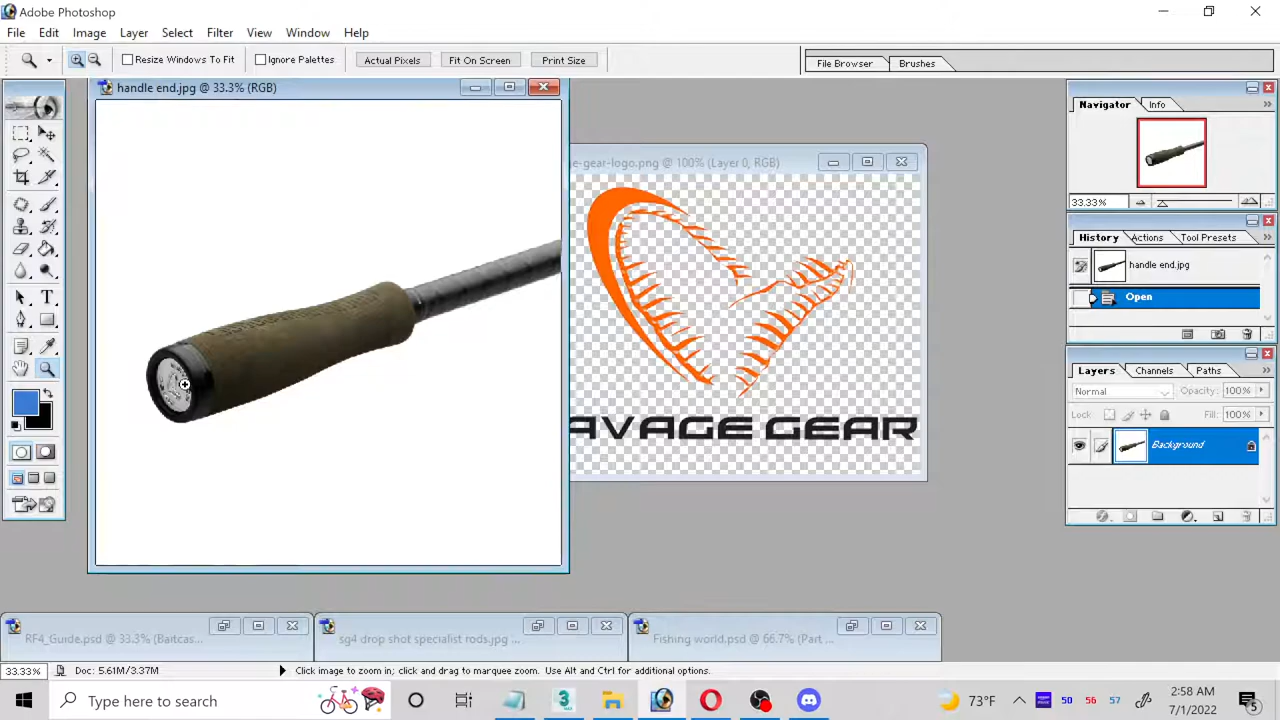 Adobe Photoshop
File Edit Image Layer Select Filter View Window Help
Resize Windows To Fit Ignore Palettes Actual Pixels Fit On Screen Print Size File Browser Brushes
handle end.jpg @ 33.3% (RGB)
e-gear-logo.png @ 100% (Layer 0, RGB)
AVAGE GEAR
Navigator Info
33.33%
History Actions Tool Presets
handle end.jpg
Open
Layers Channels Paths
Normal Opacity: 100%
Lock: Fill: 100%
Background
RF4_Guide.psd @ 33.3% (Bartcas...
sg4 drop shot specialist rods.jpg ...
Fishing world.psd @ 66.7% (Part ...
33.33% Doc: 5.61M/3.37M Click image to zoom in; click and drag to marquee zoom. Use Alt and Ctrl for additional options.
Type here to search
73°F 50 56 57 2:58 AM
7/1/2022 5